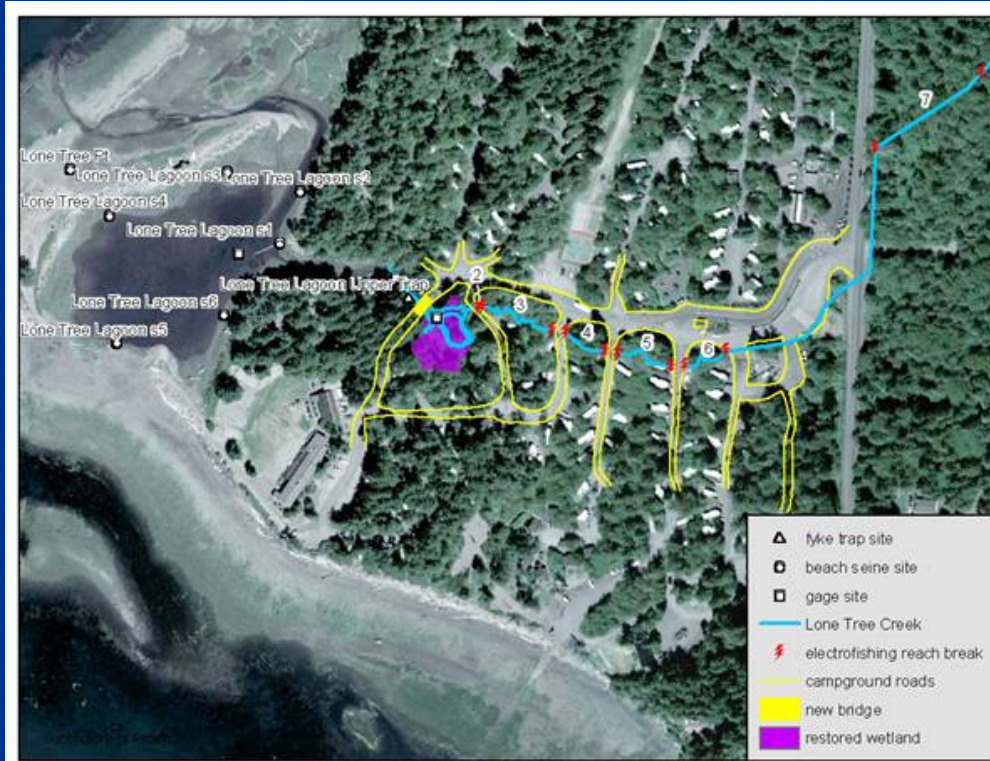 7
Lone Tree Pt
Lone Tree Lagoon s3
Lone Tree Lagoon s2
Lone Tree Lagoon s4
Lone Tree Lagoon s1
2
Lone Tree Lagoon Upper Trap
Lone Tree Lagoon s6
3
Lone Tree Lagoon s5
4
5
6
fyke trap site
beach seine site
gage site
Lone Tree Creek
electrofishing reach break
campground roads
new bridge
restored wetland